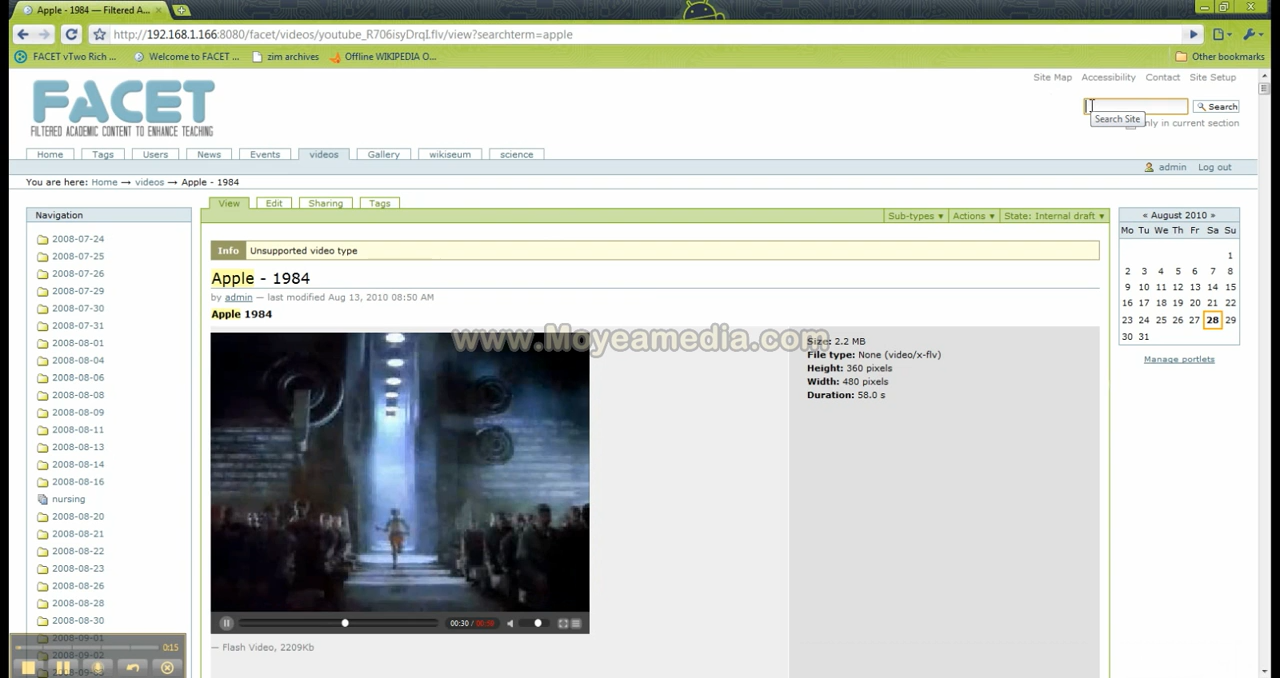 Apple - 1984 — Filtered A...
http://192.168.1.166:8080/facet/videos/youtube_R706isyDrqI.flv/view?searchterm=apple
FACET vTwo Rich ...
Welcome to FACET ...
zim archives
Offline WIKIPEDIA O...
Other bookmarks
Site Map
Accessibility
Contact
Site Setup
FACET
FILTERED ACADEMIC CONTENT TO ENHANCE TEACHING
Search
Search Site
only in current section
Home
Tags
Users
News
Events
videos
Gallery
wikiseum
science
admin
Log out
You are here: Home → videos → Apple - 1984
Navigation
2008-07-24
2008-07-25
2008-07-26
2008-07-29
2008-07-30
2008-07-31
2008-08-01
2008-08-04
2008-08-06
2008-08-08
2008-08-09
2008-08-11
2008-08-13
2008-08-14
2008-08-16
nursing
2008-08-20
2008-08-21
2008-08-22
2008-08-23
2008-08-26
2008-08-28
2008-08-30
2008-09-01
2008-09-02
0:15
View
Edit
Sharing
Tags
Sub-types ▾
Actions ▾
State: Internal draft ▾
Info
Unsupported video type
Apple - 1984
by admin — last modified Aug 13, 2010 08:50 AM
Apple 1984
www.Moyeamedia.com
Size: 2.2 MB
File type: None (video/x-flv)
Height: 360 pixels
Width: 480 pixels
Duration: 58.0 s
00:30 /
— Flash Video, 2209Kb
« August 2010 »
Mo Tu We Th Fr Sa Su
1
2 3 4 5 6 7 8
9 10 11 12 13 14 15
16 17 18 19 20 21 22
23 24 25 26 27 28 29
30 31
Manage portlets